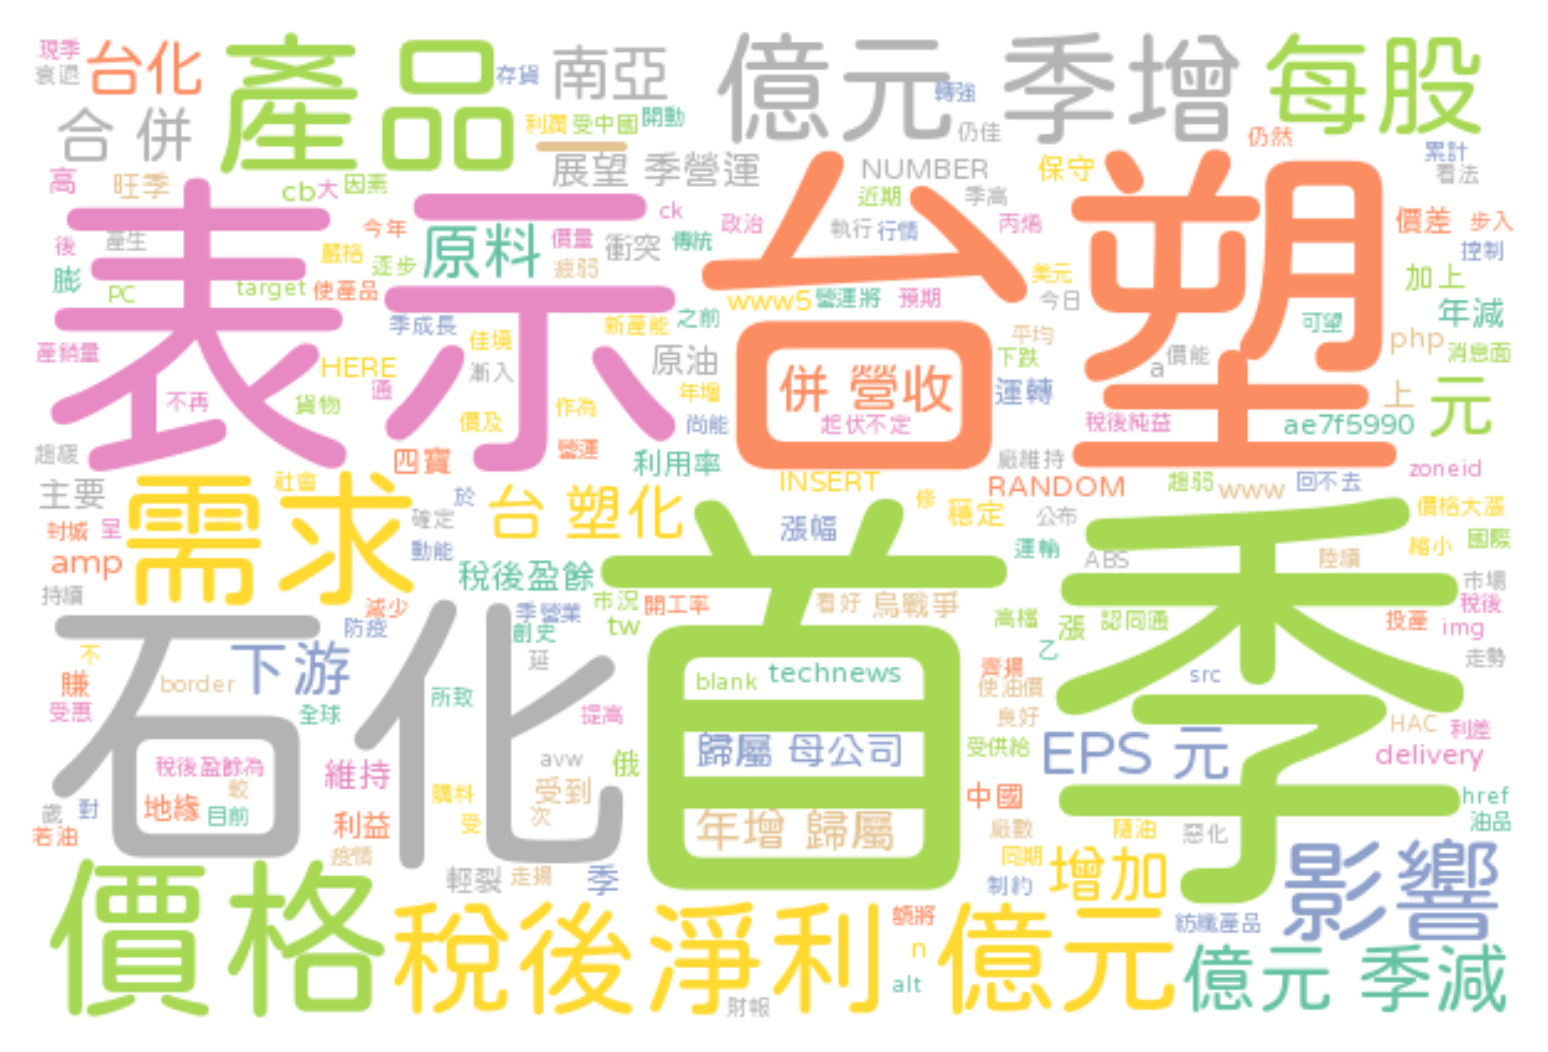 現季
衰退
台化
產品
存貨
南亞
億元 季增
轉強
仍佳
每股
仍然
累計
看法
合 併
利潤
受中國
開動
高
旺季
cb
大
因素
展望 季營運
NUMBER
保守
近期
季高
ck
政治
執行
行情
丙烯
價差
步入
控制
後
產生
今年
嚴格
逐步
原料
價量
疲弱
衝突
傳統
表示
台塑
膨
PC
target
使產品
www5
營運將
預期
美元
今日
加上
年減
季成長
佳境
新產能
之前
平均
可望
php
消息面
產銷量
HERE
漸入
原油
下跌
a
價能
通
不再
貨物
年增
併 營收
運轉
上
元
價及
作為
尚能
起伏不定
稅後純益
ae7f5990
趨緩
四寶
營運
利用率
廠維持
zoneid
主要
需求
社會
於
台 塑化
INSERT
修
RANDOM
趨弱
www
回不去
價格大漲
封城
呈
確定
漲幅
穩定
公布
縮小
國際
amp
動能
運輸
ABS
陸續
持續
稅後盈餘
首季
市場
減少
季營業
市況
開工率
看好
烏戰爭
高檔
漲
認同通
投產
稅後
img
石化
防疫
創史
tw
乙
走勢
不
下游
延
blank
technews
齊揚
src
賺
border
使油價
受惠
全球
所致
提高
良好
HAC
利差
歸屬 母公司
受供給
EPS 元
delivery
稅後盈餘為
維持
avw
俄
較
購料
受到
中國
href
歲
對
地緣
目前
利益
受
次
年增 歸屬
廠數
隨油
惡化
油品
若油
疫情
同期
輕裂
走揚
季
制約
增加
影響
價格
稅後淨利
額將
億元
紡纖產品
n
億元 季減
alt
財報